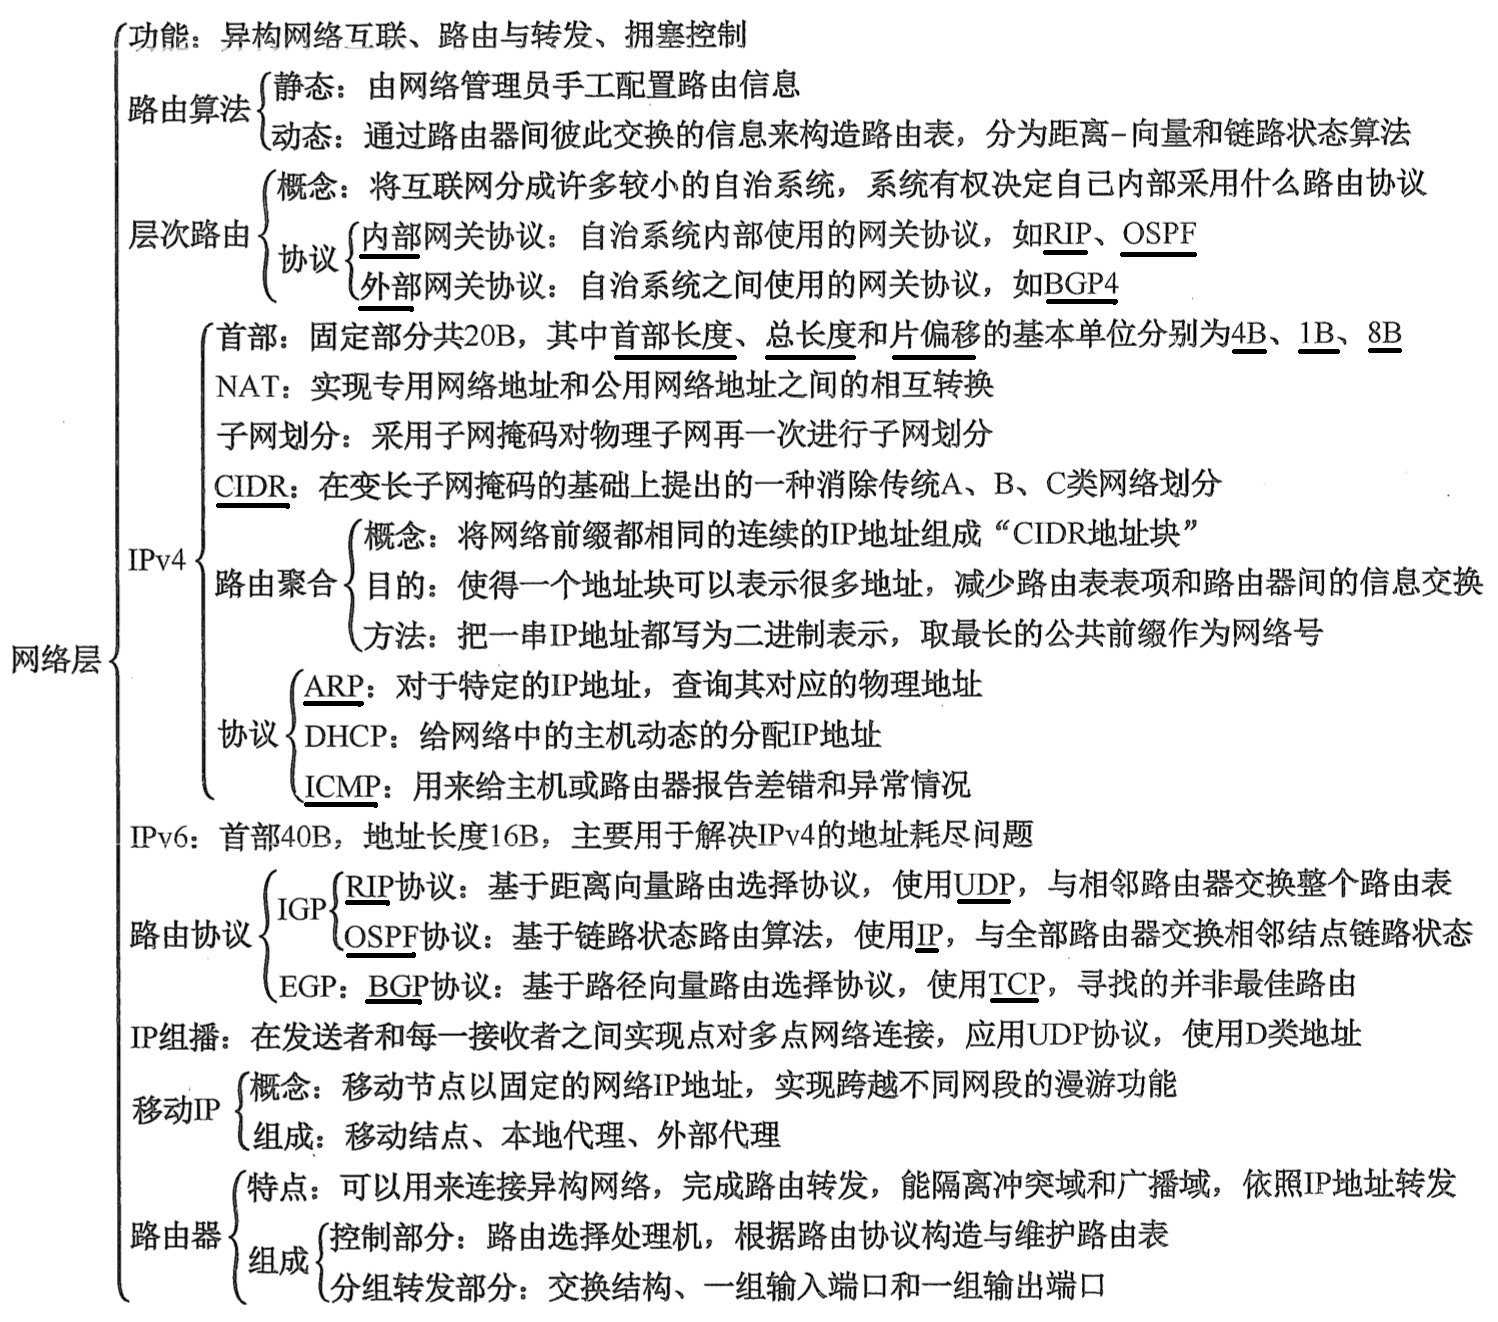 功能：异构网络互联、路由与转发、拥塞控制
路由算法
静态：由网络管理员手工配置路由信息
动态：通过路由器间彼此交换的信息来构造路由表，分为距离-向量和链路状态算法
层次路由
概念：将互联网分成许多较小的自治系统，系统有权决定自己内部采用什么路由协议
协议
内部网关协议：自治系统内部使用的网关协议，如RIP、OSPF
外部网关协议：自治系统之间使用的网关协议，如BGP4
网络层
IPv4
首部：固定部分共20B，其中首部长度、总长度和片偏移的基本单位分别为4B、1B、8B
NAT：实现专用网络地址和公用网络地址之间的相互转换
子网划分：采用子网掩码对物理子网再一次进行子网划分
CIDR：在变长子网掩码的基础上提出的一种消除传统A、B、C类网络划分
路由聚合
概念：将网络前缀都相同的连续的IP地址组成“CIDR地址块”
目的：使得一个地址块可以表示很多地址，减少路由表表项和路由器间的信息交换
方法：把一串IP地址都写为二进制表示，取最长的公共前缀作为网络号
协议
ARP：对于特定的IP地址，查询其对应的物理地址
DHCP：给网络中的主机动态的分配IP地址
ICMP：用来给主机或路由器报告差错和异常情况
IPv6：首部40B，地址长度16B，主要用于解决IPv4的地址耗尽问题
路由协议
IGP
RIP协议：基于距离向量路由选择协议，使用UDP，与相邻路由器交换整个路由表
OSPF协议：基于链路状态路由算法，使用IP，与全部路由器交换相邻结点链路状态
EGP：BGP协议：基于路径向量路由选择协议，使用TCP，寻找的并非最佳路由
IP组播：在发送者和每一接收者之间实现点对多点网络连接，应用UDP协议，使用D类地址
移动IP
概念：移动节点以固定的网络IP地址，实现跨越不同网段的漫游功能
组成：移动结点、本地代理、外部代理
路由器
特点：可以用来连接异构网络，完成路由转发，能隔离冲突域和广播域，依照IP地址转发
组成
控制部分：路由选择处理机，根据路由协议构造与维护路由表
分组转发部分：交换结构、一组输入端口和一组输出端口